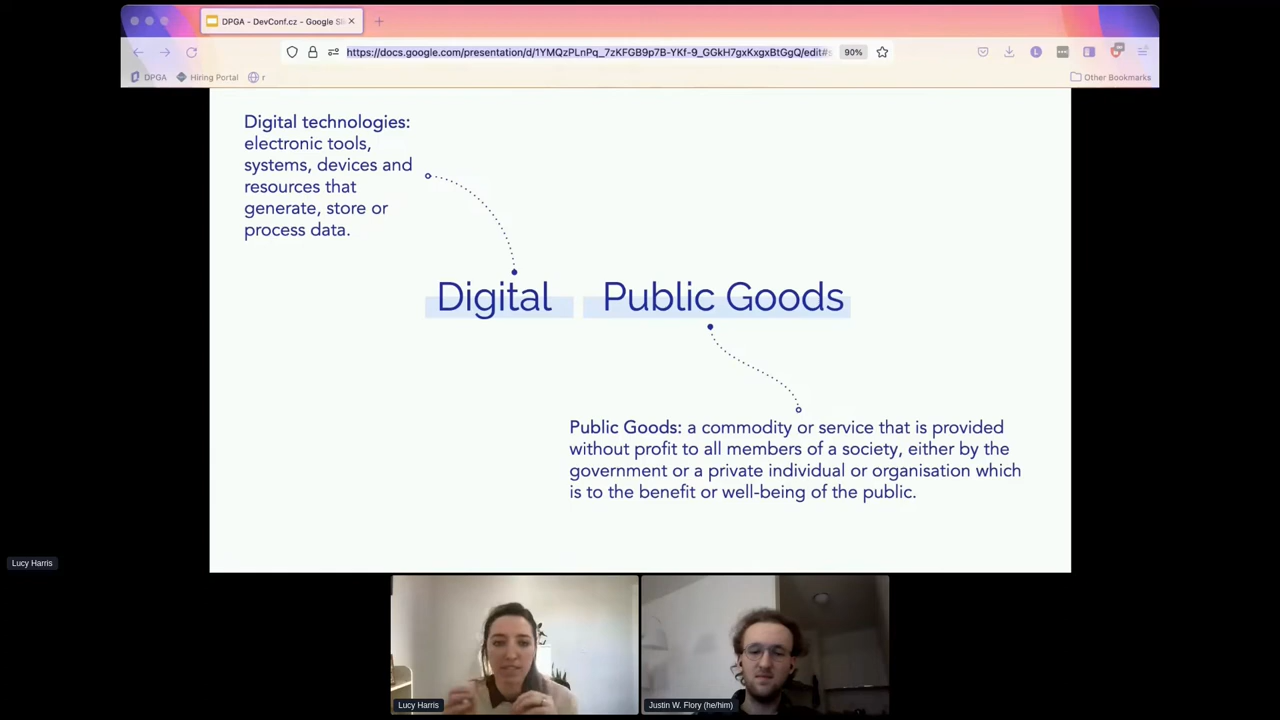 DPGA - DevConf.cz - Google Sl
https://docs.google.com/presentation/d/1YMQzPLnPq_7zKFGB9p7B-YKf-9_GGkH7gxKxgxBtGgQ/edit#s
90%
DPGA
Hiring Portal
r
Other Bookmarks
Digital technologies:
electronic tools,
systems, devices and
resources that
generate, store or
process data.
Digital Public Goods
Public Goods: a commodity or service that is provided
without profit to all members of a society, either by the
government or a private individual or organisation which
is to the benefit or well-being of the public.
Lucy Harris
Lucy Harris
Justin W. Flory (he/him)